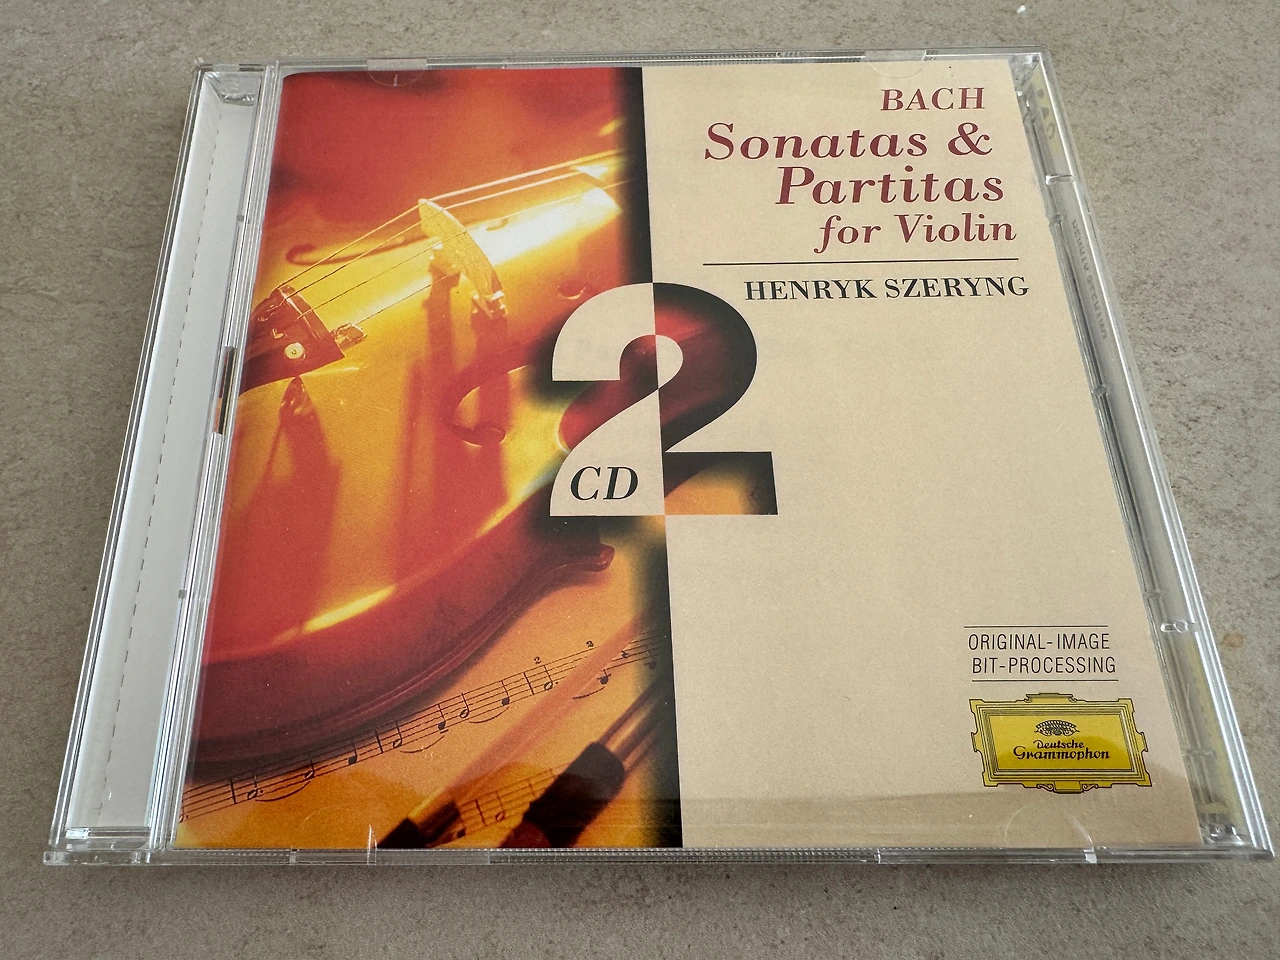 BACH
Sonatas &
Partitas
for Violin
HENRYK SZERYNG
2
CD
ORIGINAL-IMAGE
BIT-PROCESSING
Deutsche
Grammophon